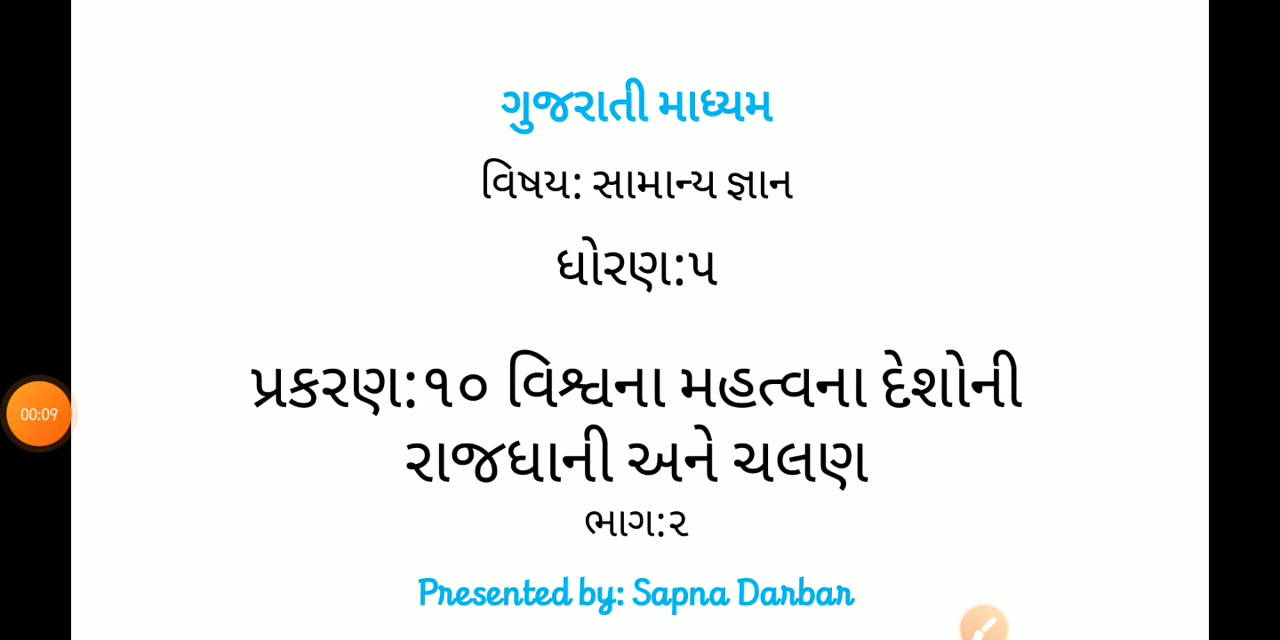 ગુજરાતી માધ્યમ
વિષય: સામાન્ય જ્ઞાન
ધોરણ:૫
પ્રકરણ:૧૦ વિશ્વના મહત્વના દેશોની
રાજધાની અને ચલણ
ભાગ:૨
00:09
Presented by: Sapna Darbar